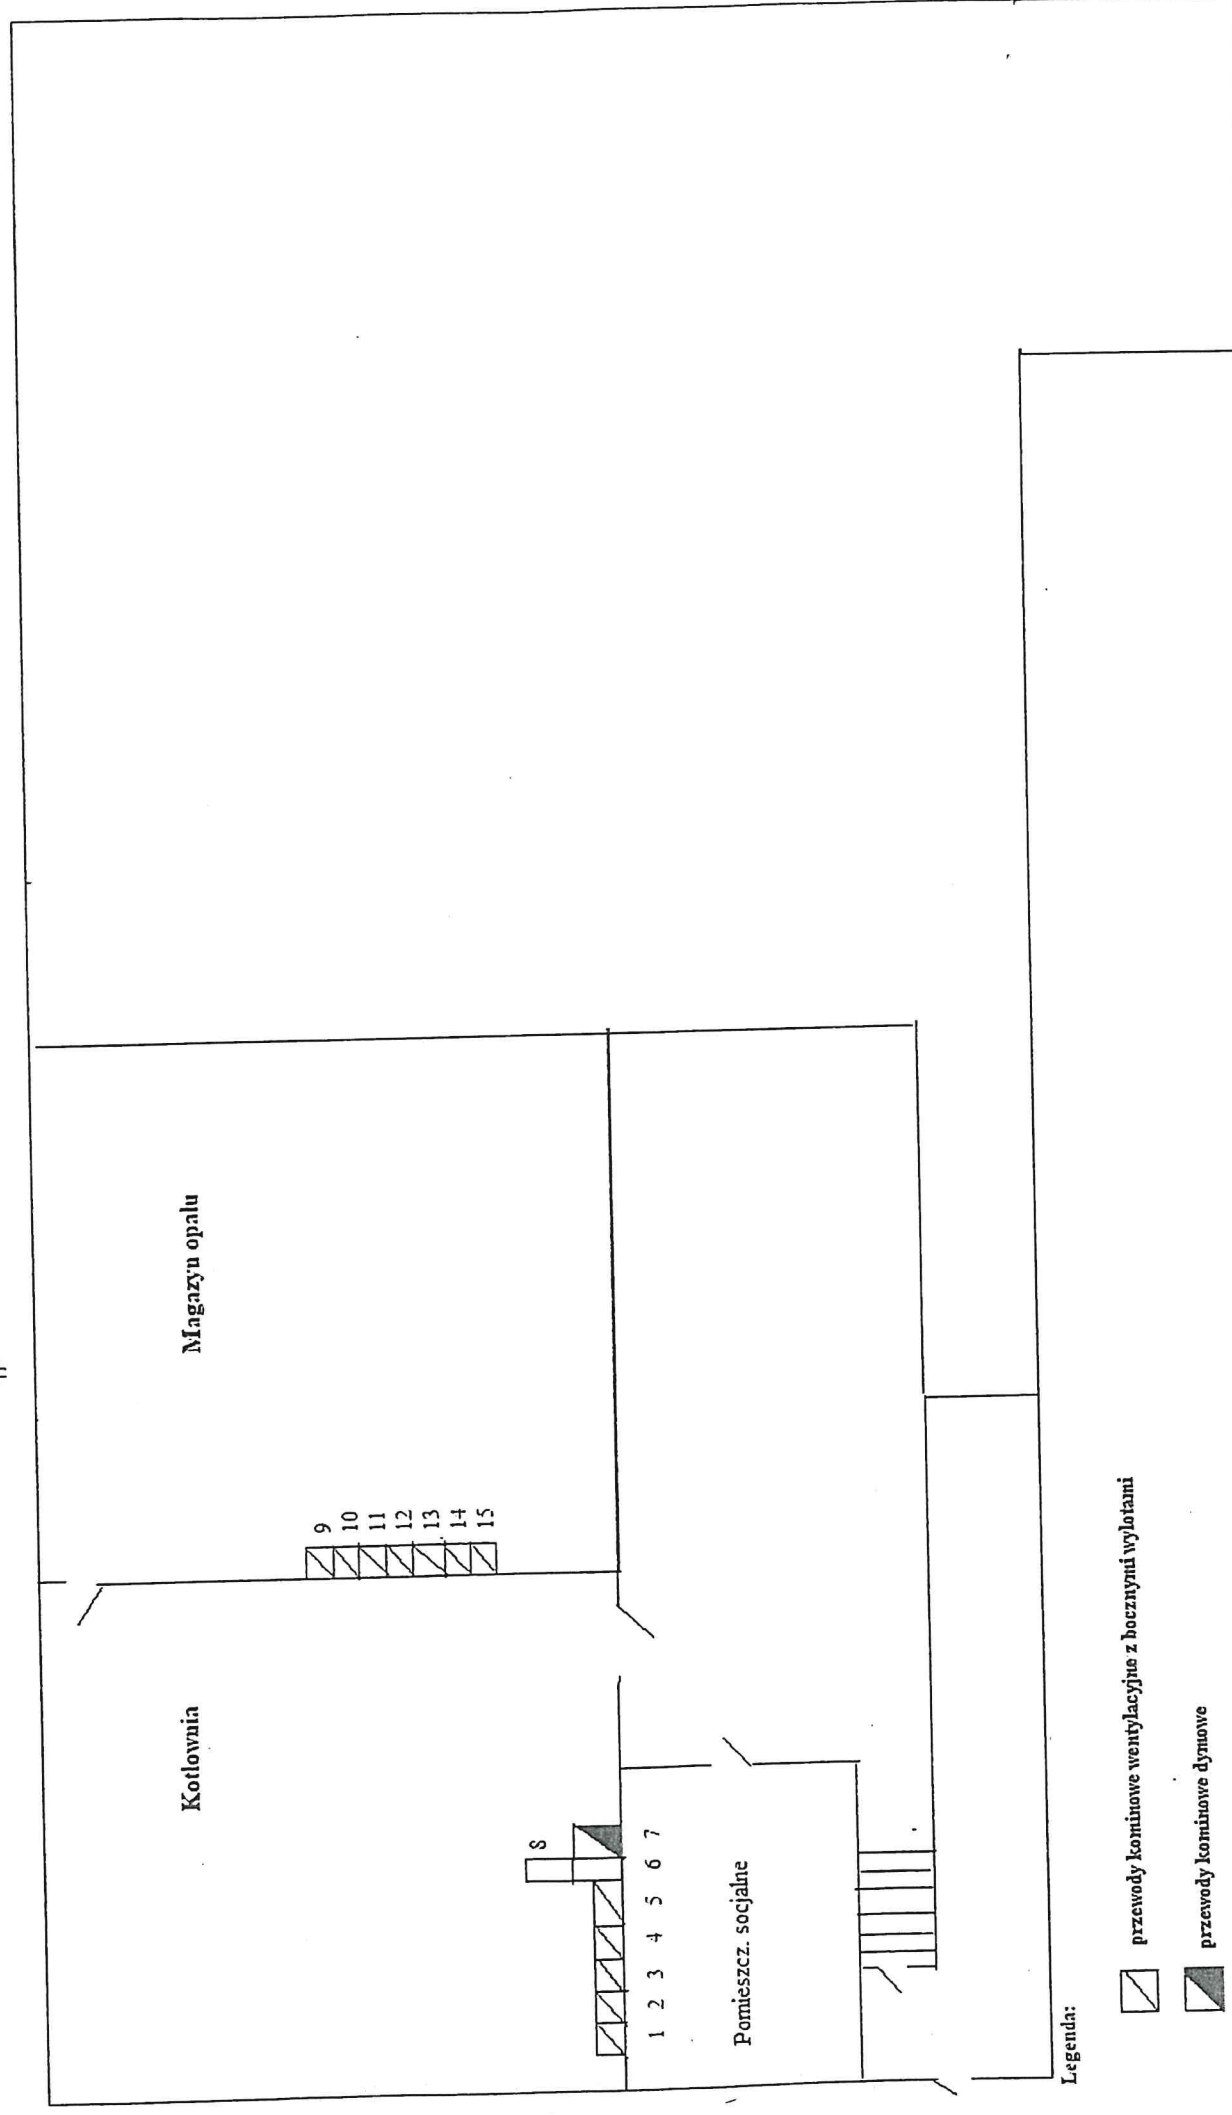 Kotłownia
Magazyn opału
9
10
11
12
13
14
15
8
1 2 3 4 5 6 7
Pomieszcz. socjalne
Legenda:
przewody kominowe wentylacyjne z bocznymi wylotami
przewody kominowe dymowe